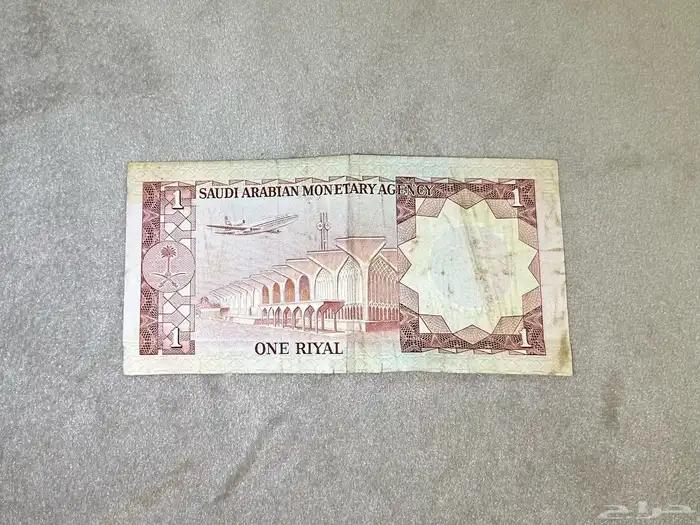 SAUDI ARABIAN MONETARY AGENCY
1 1
1 1
ONE RIYAL
حراج